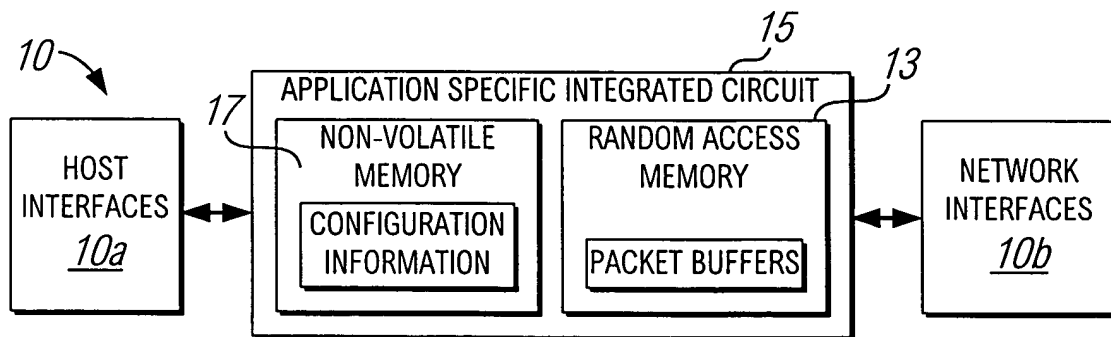 10
15
13
APPLICATION SPECIFIC INTEGRATED CIRCUIT
HOST
INTERFACES
10a
17
NON-VOLATILE
MEMORY
CONFIGURATION
INFORMATION
RANDOM ACCESS
MEMORY
PACKET BUFFERS
NETWORK
INTERFACES
10b